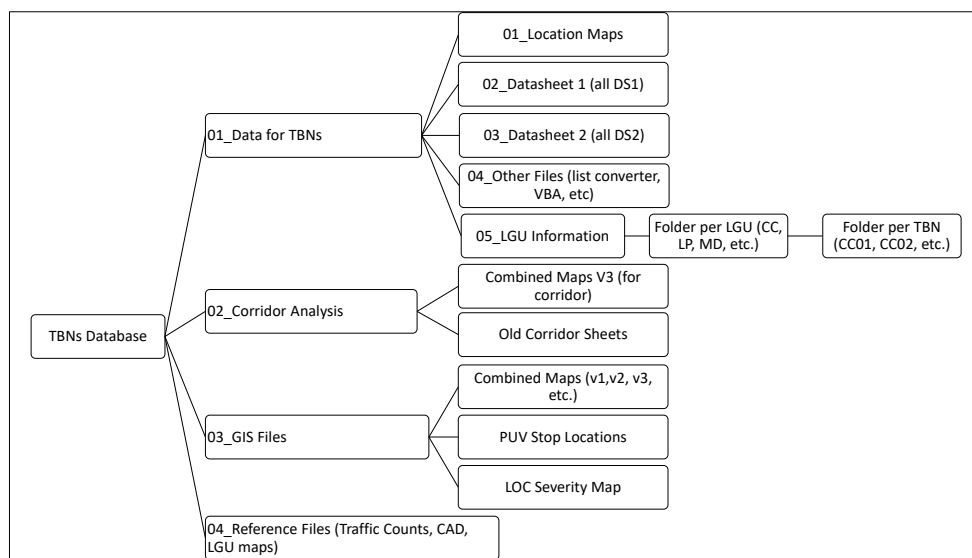 01_Location Maps
02_Datasheet 1 (all DS1)
01_Data for TBNs
03_Datasheet 2 (all DS2)
04_Other Files (list converter,
VBA, etc)
05_LGU Information
Folder per LGU (CC,
LP, MD, etc.)
Folder per TBN
(CC01, CC02, etc.)
Combined Maps V3 (for
corridor)
02_Corridor Analysis
Old Corridor Sheets
TBNs Database
Combined Maps (v1,v2, v3,
etc.)
03_GIS Files
PUV Stop Locations
LOC Severity Map
04_Reference Files (Traffic Counts, CAD,
LGU maps)